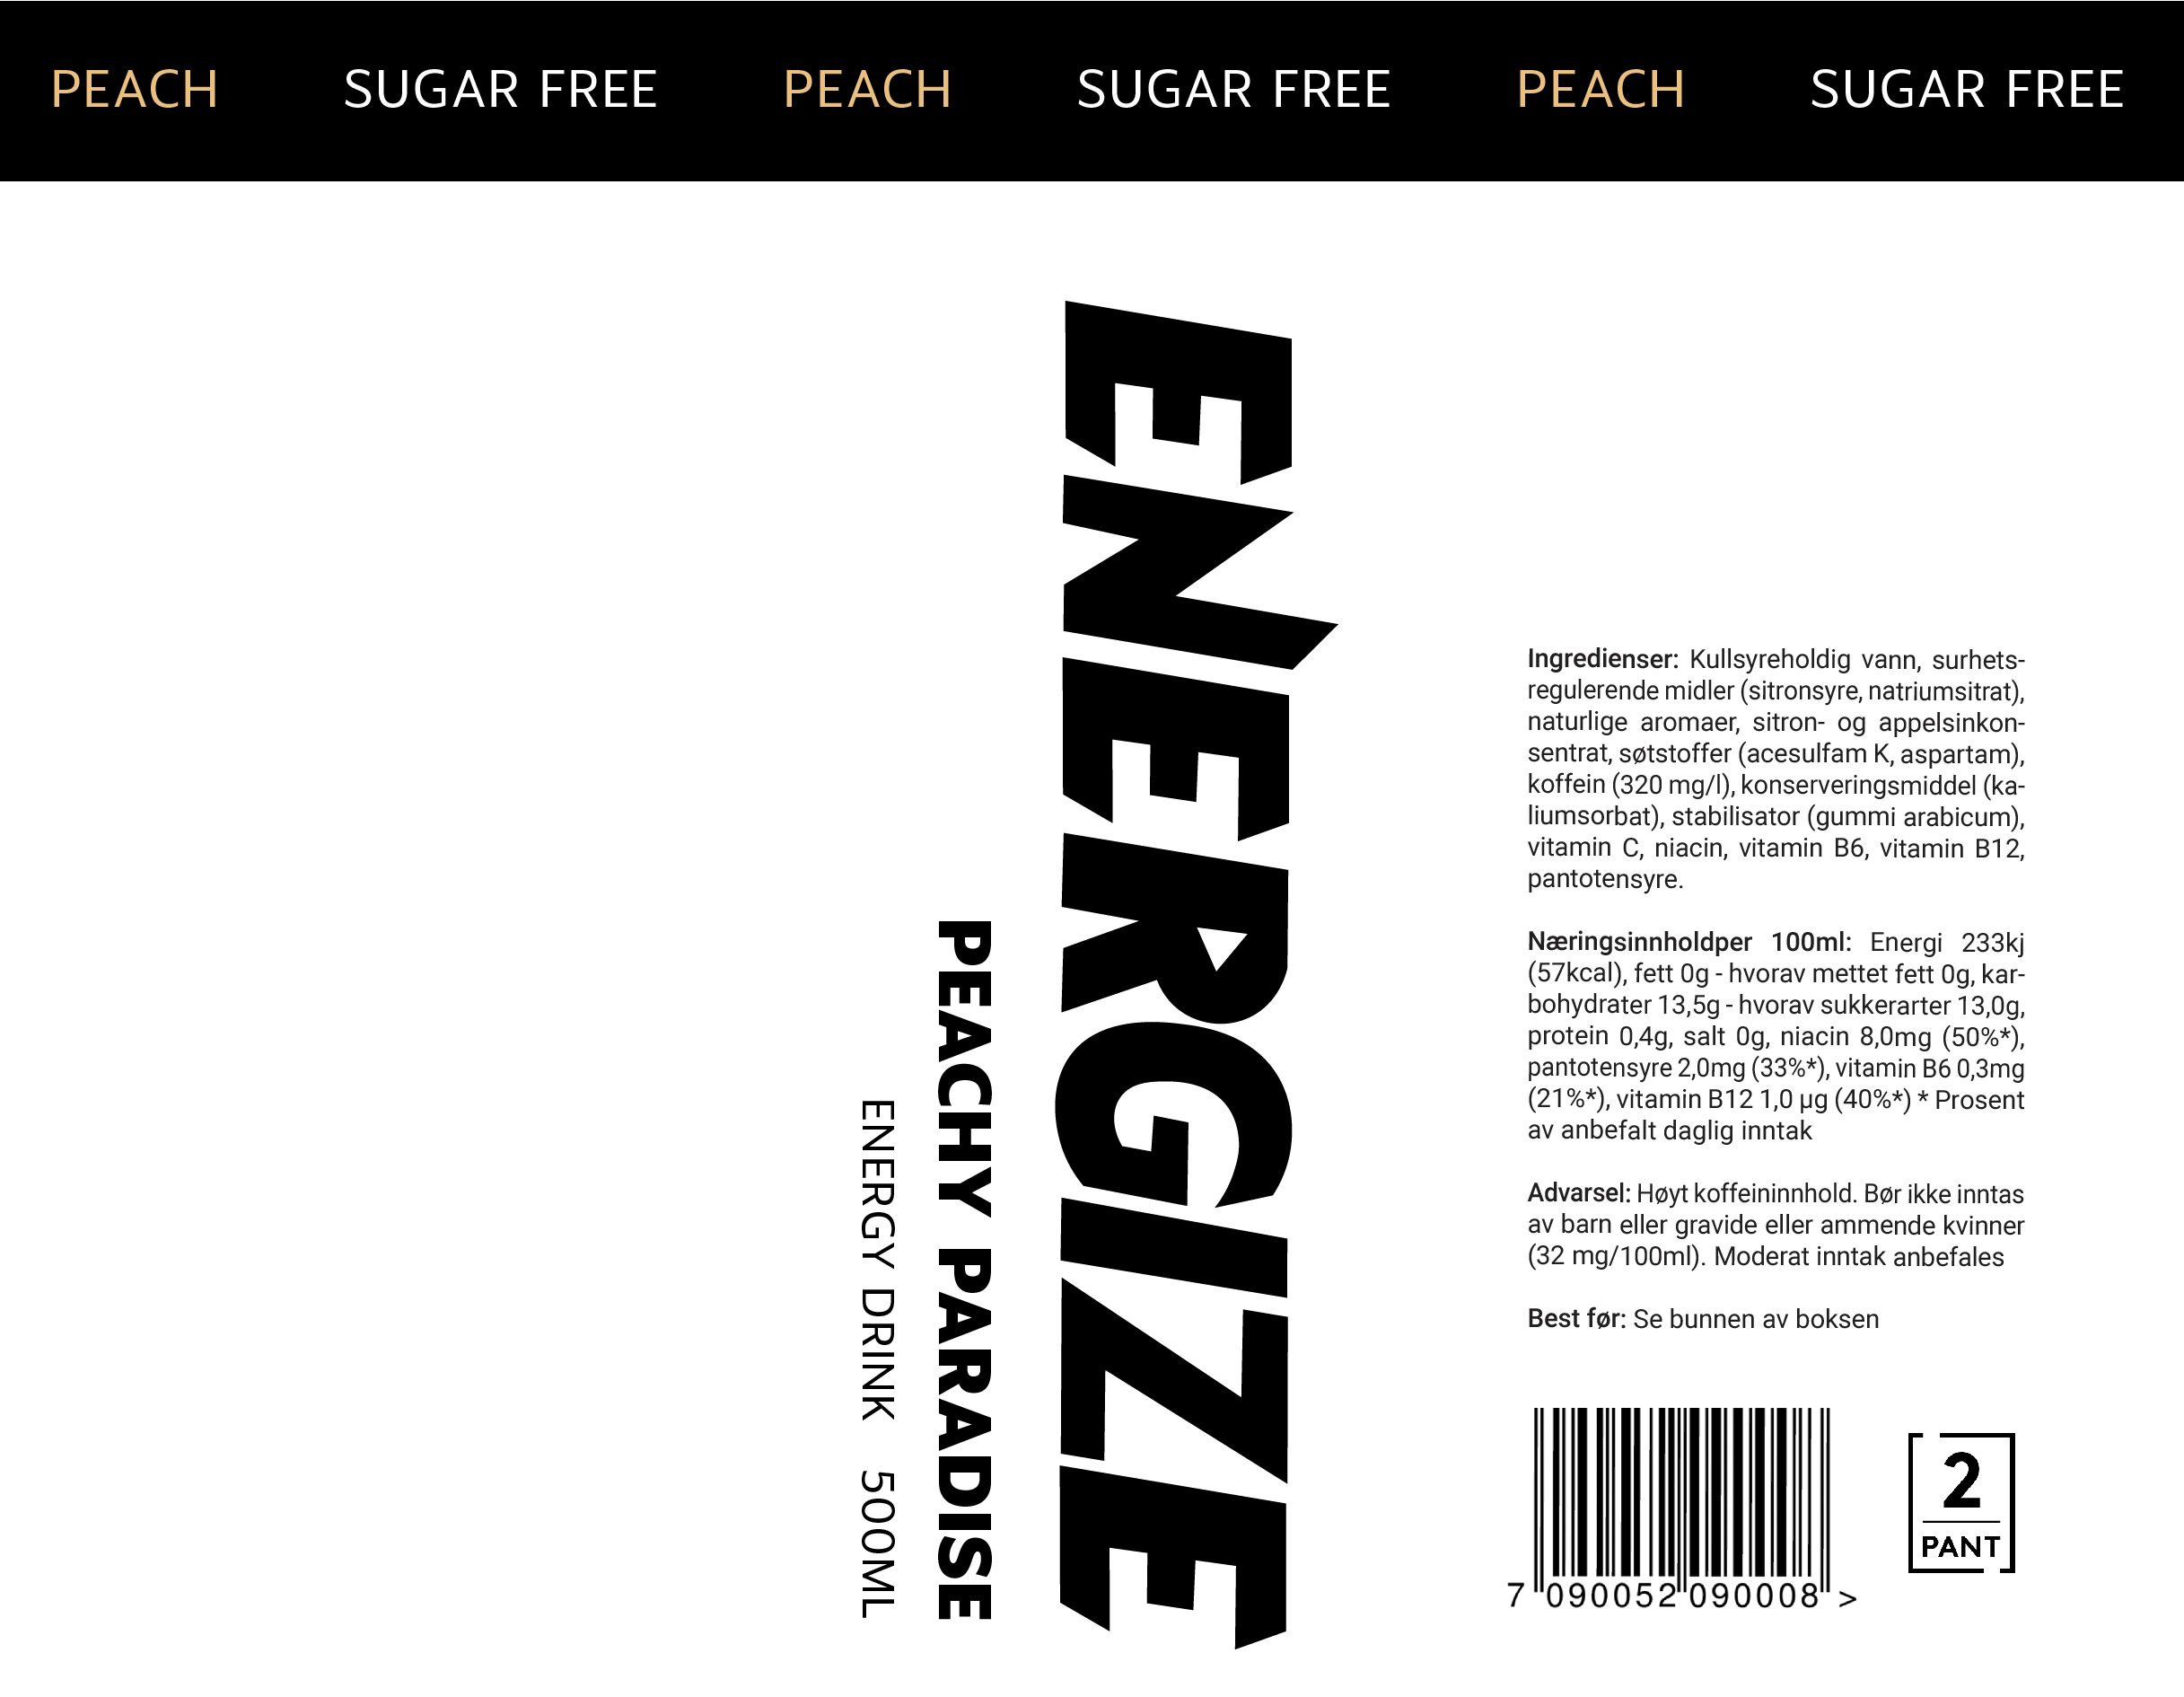 PEACH SUGAR FREE PEACH SUGAR FREE PEACH SUGAR FREE
ENERGIZE
PEACHY PARADISE
ENERGY DRINK 500ML
Ingredienser: Kullsyreholdig vann, surhets-
regulerende midler (sitronsyre, natriumsitrat),
naturlige aromaer, sitron- og appelsinkon-
sentrat, søtstoffer (acesulfam K, aspartam),
koffein (320 mg/l), konserveringsmiddel (ka-
liumsorbat), stabilisator (gummi arabicum),
vitamin C, niacin, vitamin B6, vitamin B12,
pantotensyre.
Næringsinnholdper 100ml: Energi 233kj
(57kcal), fett 0g - hvorav mettet fett 0g, kar-
bohydrater 13,5g - hvorav sukkerarter 13,0g,
protein 0,4g, salt 0g, niacin 8,0mg (50%*),
pantotensyre 2,0mg (33%*), vitamin B6 0,3mg
(21%*), vitamin B12 1,0 µg (40%*) * Prosent
av anbefalt daglig inntak
Advarsel: Høyt koffeininnhold. Bør ikke inntas
av barn eller gravide eller ammende kvinner
(32 mg/100ml). Moderat inntak anbefales
Best før: Se bunnen av boksen
7 090052 090008 >
2
PANT